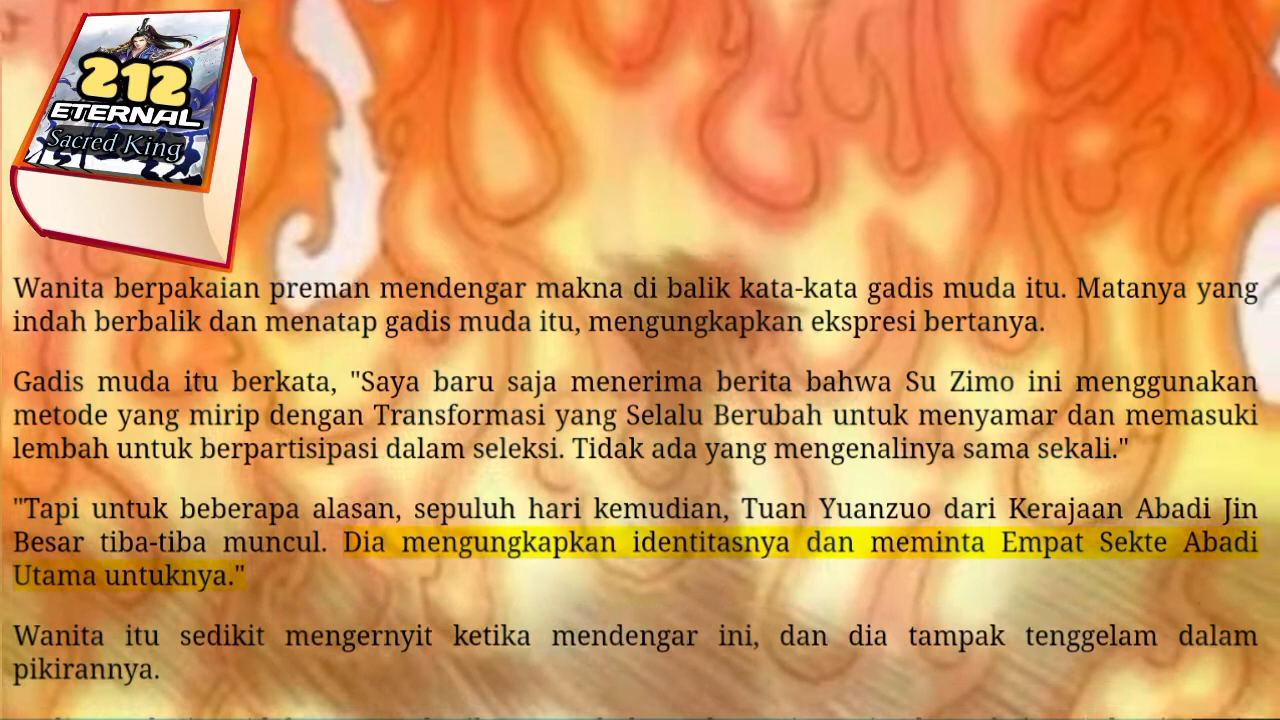 212
ETERNAL
Sacred King
Wanita berpakaian preman mendengar makna di balik kata-kata gadis muda itu. Matanya yang
indah berbalik dan menatap gadis muda itu, mengungkapkan ekspresi bertanya.
Gadis muda itu berkata, "Saya baru saja menerima berita bahwa Su Zimo ini menggunakan
metode yang mirip dengan Transformasi yang Selalu Berubah untuk menyamar dan memasuki
lembah untuk berpartisipasi dalam seleksi. Tidak ada yang mengenalinya sama sekali."
"Tapi untuk beberapa alasan, sepuluh hari kemudian, Tuan Yuanzuo dari Kerajaan Abadi Jin
Besar tiba-tiba muncul. Dia mengungkapkan identitasnya dan meminta Empat Sekte Abadi
Utama untuknya."
Wanita itu sedikit mengernyit ketika mendengar ini, dan dia tampak tenggelam dalam
pikirannya.